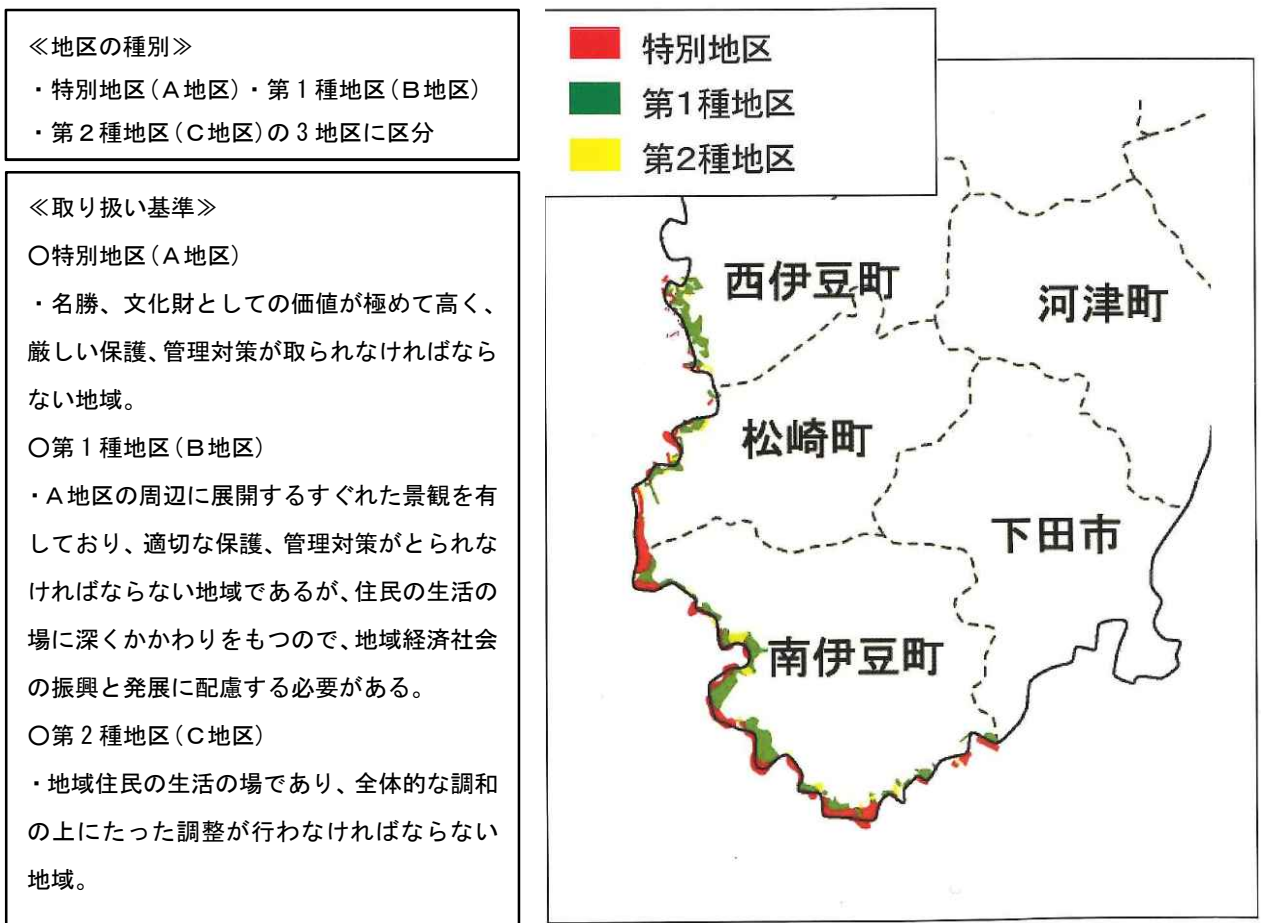 ≪地区の種別≫
・特別地区(A地区)・第1種地区(B地区)
・第2種地区(C地区)の3地区に区分
≪取り扱い基準≫
〇特別地区(A地区)
・名勝、文化財としての価値が極めて高く、
厳しい保護、管理対策が取られなければなら
ない地域。
〇第1種地区(B地区)
・A地区の周辺に展開するすぐれた景観を有
しており、適切な保護、管理対策がとられな
ければならない地域であるが、住民の生活の
場に深くかかわりをもつので、地域経済社会
の振興と発展に配慮する必要がある。
〇第2種地区(C地区)
・地域住民の生活の場であり、全体的な調和
の上にたった調整が行わなければならない
地域。
特別地区
第1種地区
第2種地区
西伊豆町
河津町
松崎町
下田市
南伊豆町